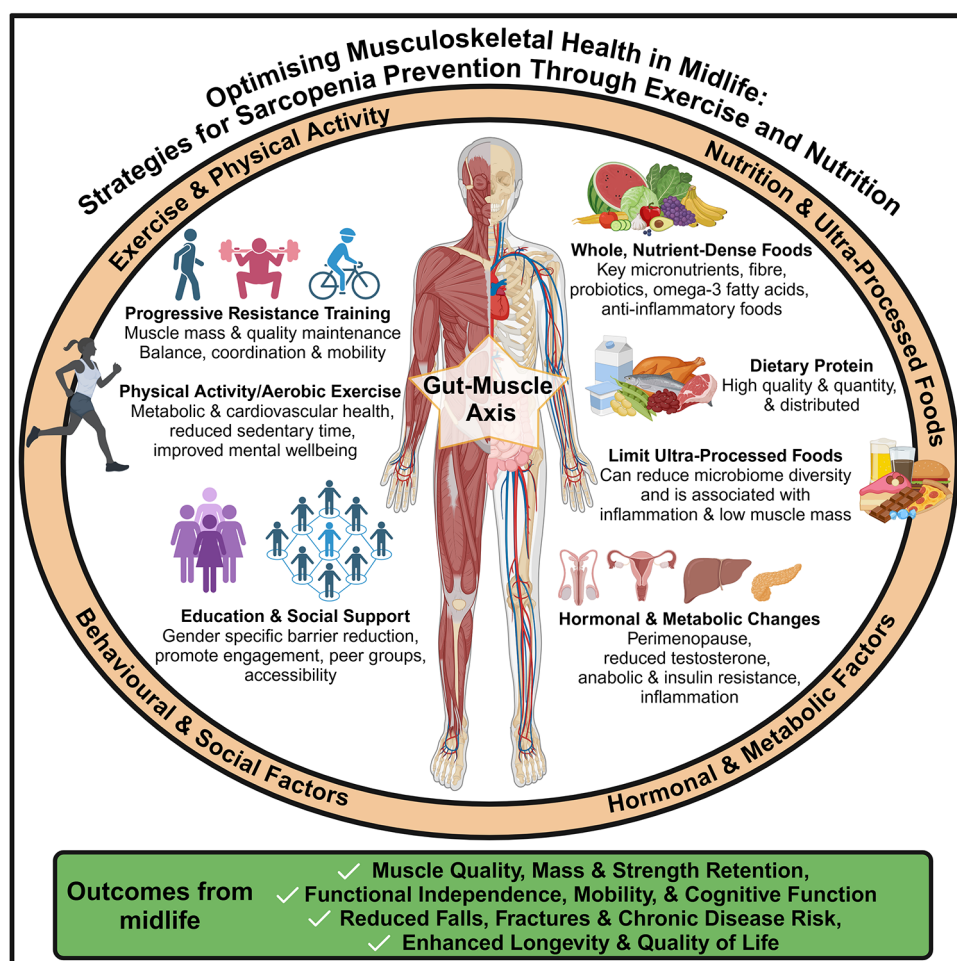 Optimising Musculoskeletal Health in Midlife:
Strategies for Sarcopenia Prevention Through Exercise and Nutrition
Exercise & Physical Activity
Nutrition & Ultra-Processed Foods
Progressive Resistance Training
Muscle mass & quality maintenance
Balance, coordination & mobility
Physical Activity/Aerobic Exercise
Metabolic & cardiovascular health,
reduced sedentary time,
improved mental wellbeing
Education & Social Support
Gender specific barrier reduction,
promote engagement, peer groups,
accessibility
Gut-Muscle
Axis
Whole, Nutrient-Dense Foods
Key micronutrients, fibre,
probiotics, omega-3 fatty acids,
anti-inflammatory foods
Dietary Protein
High quality & quantity,
& distributed
Limit Ultra-Processed Foods
Can reduce microbiome diversity
and is associated with
inflammation & low muscle mass
Hormonal & Metabolic Changes
Perimenopause,
reduced testosterone,
anabolic & insulin resistance,
inflammation
Behavioural & Social Factors
Hormonal & Metabolic Factors
Outcomes from
midlife
✓ Muscle Quality, Mass & Strength Retention,
✓ Functional Independence, Mobility, & Cognitive Function
✓ Reduced Falls, Fractures & Chronic Disease Risk,
✓ Enhanced Longevity & Quality of Life